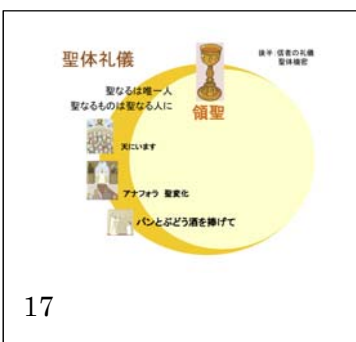 聖体礼儀
後半:信者の礼儀
聖体機密
聖なるは唯一人
聖なるものは聖なる人に
領聖
天にいます
アナフォラ 聖変化
パンとぶどう酒を捧げて
17